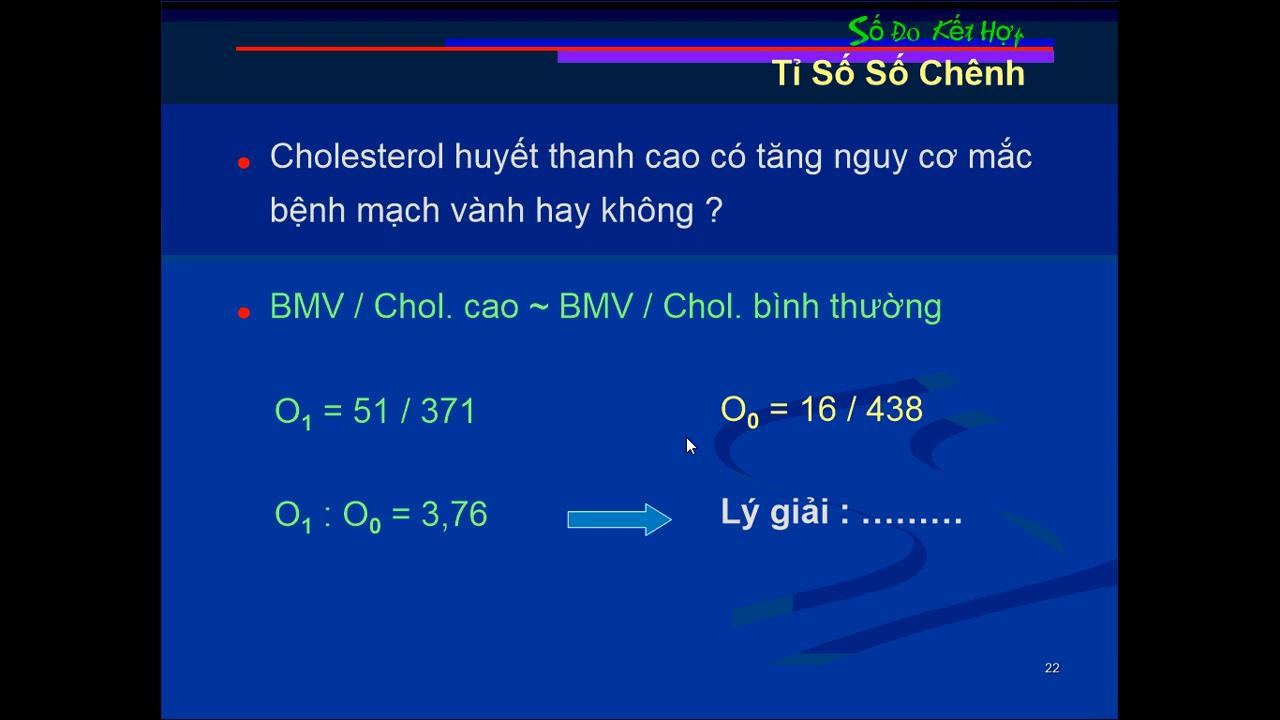 Số Đo Kết Hợp
Tỉ Số Số Chênh
Cholesterol huyết thanh cao có tăng nguy cơ mắc
bệnh mạch vành hay không ?
BMV / Chol. cao ~ BMV / Chol. bình thường
O1 = 51 / 371
O0 = 16 / 438
O1 : O0 = 3,76
Lý giải : .........
22